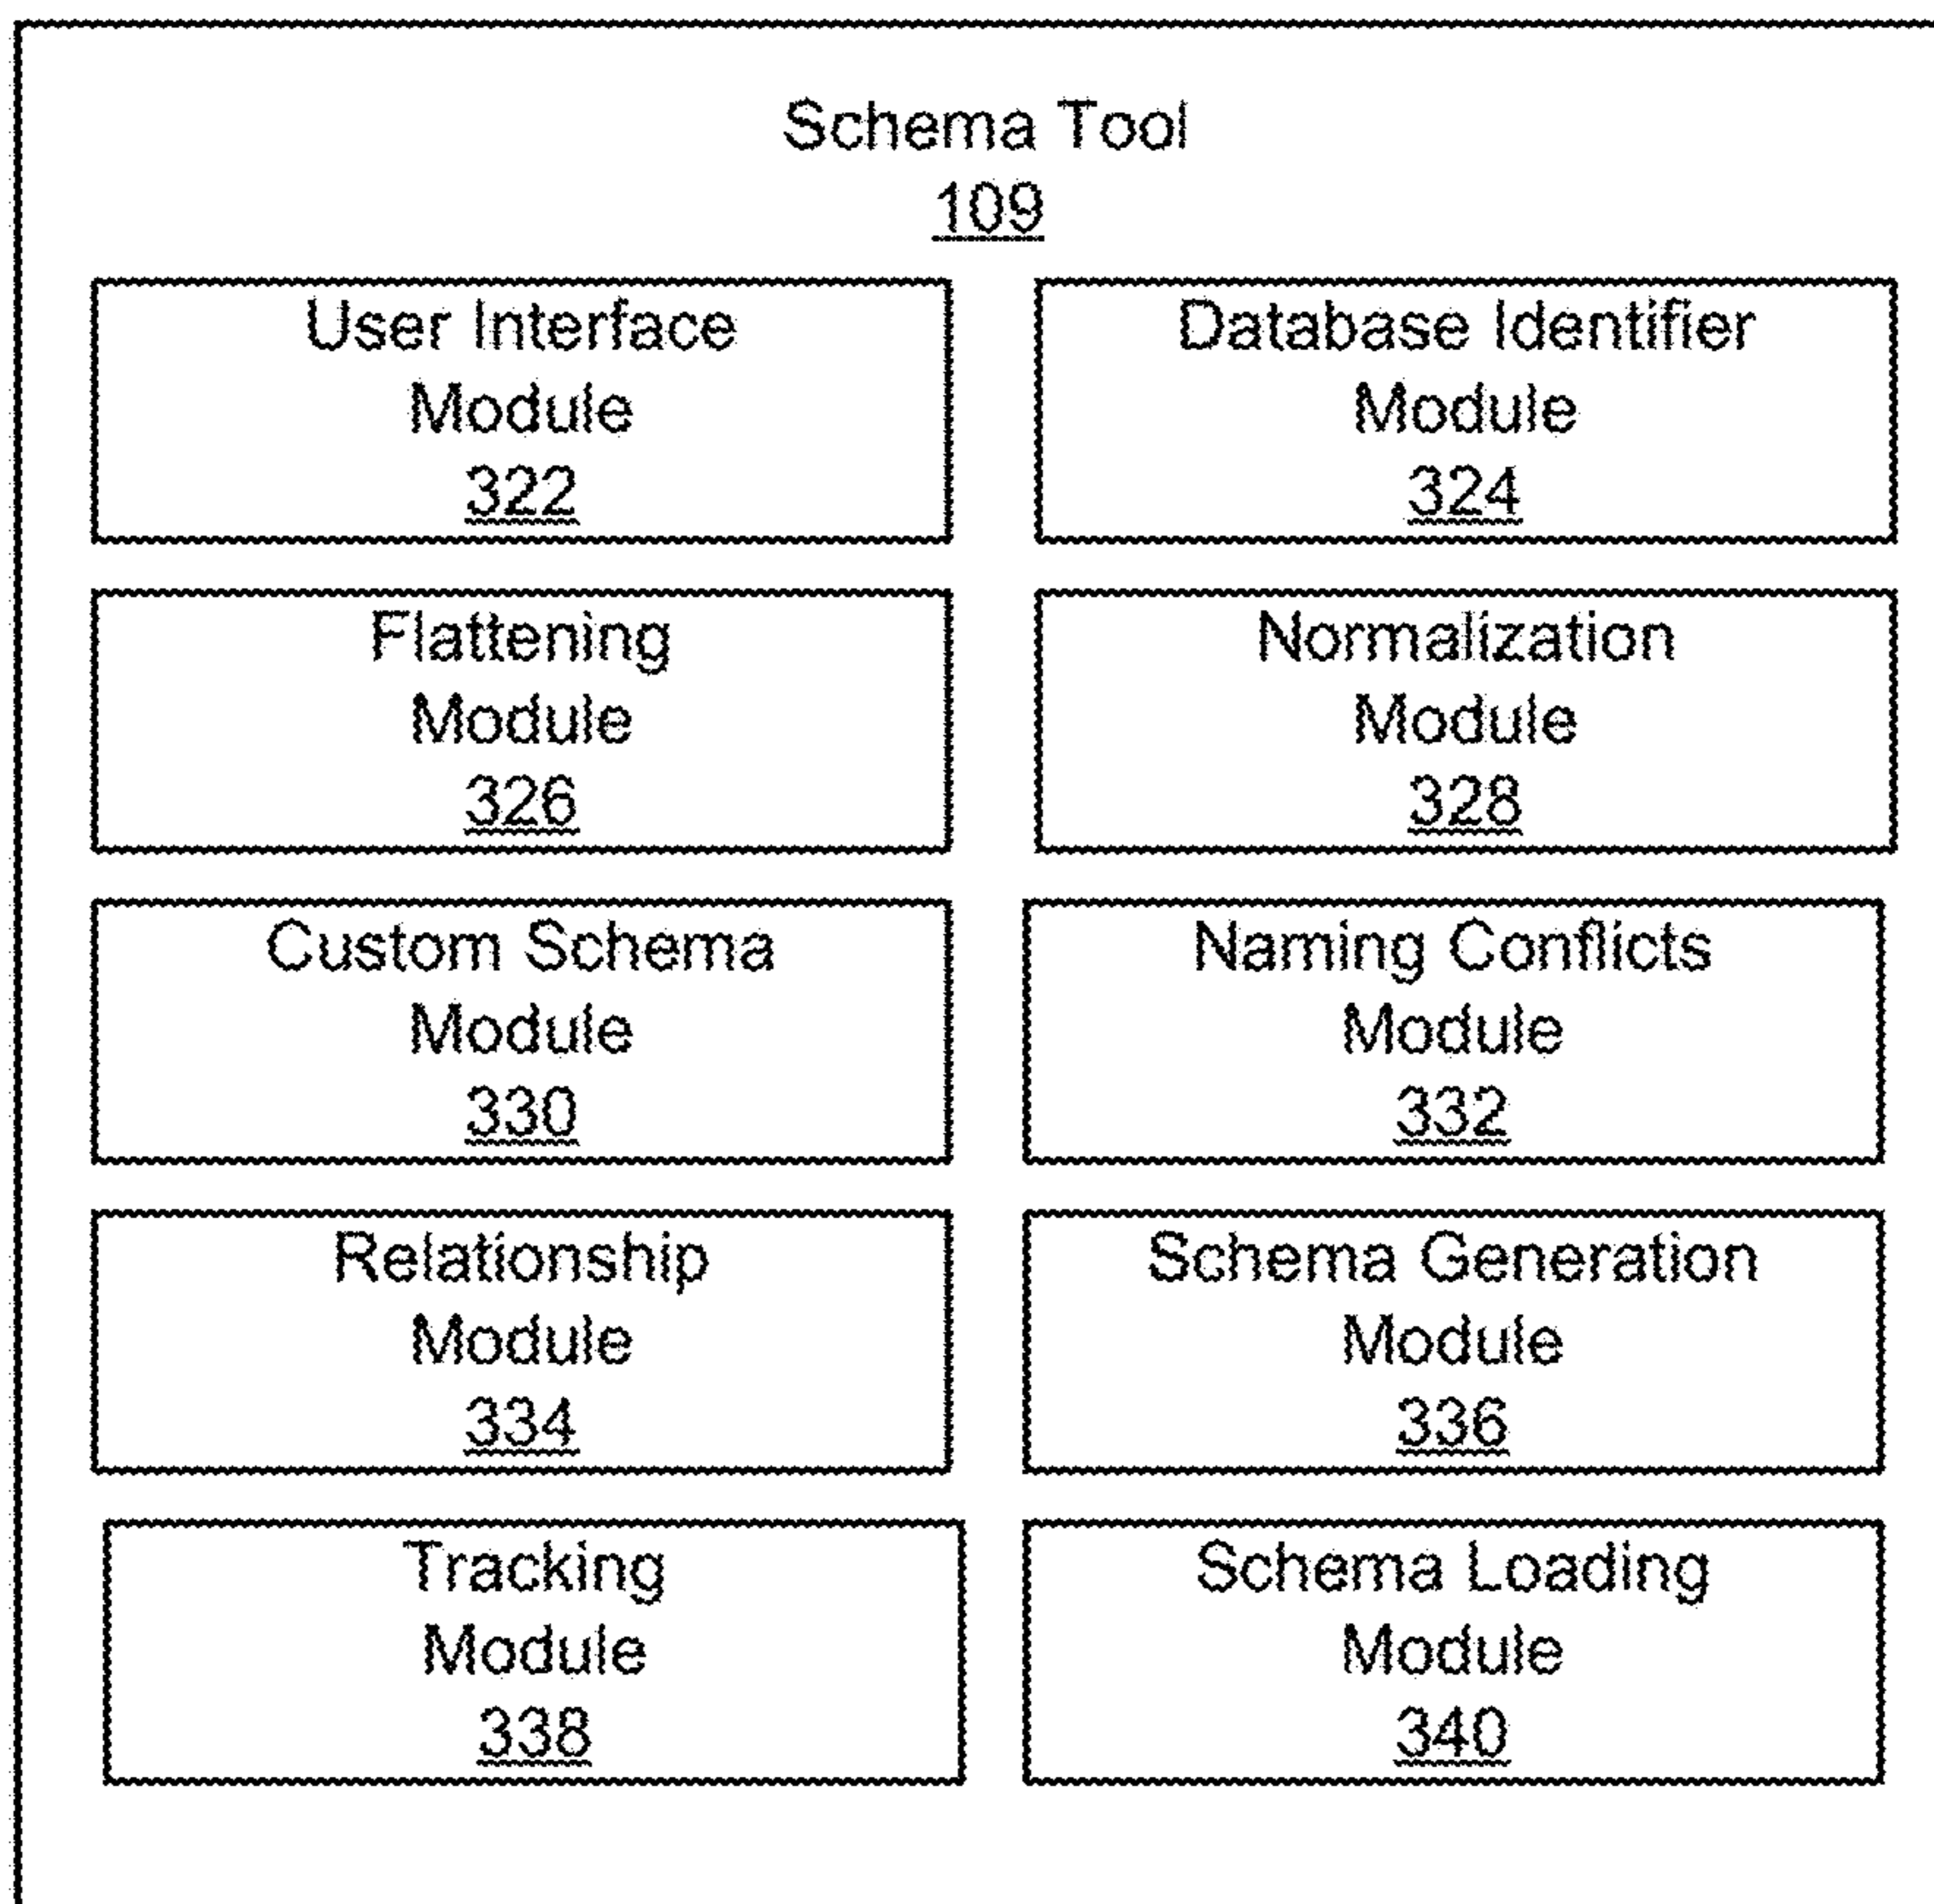 Schema Tool
109
User Interface
Module
322
Database Identifier
Module
324
Flattening
Module
326
Normalization
Module
328
Custom Schema
Module
330
Naming Conflicts
Module
332
Relationship
Module
334
Schema Generation
Module
336
Tracking
Module
338
Schema Loading
Module
340